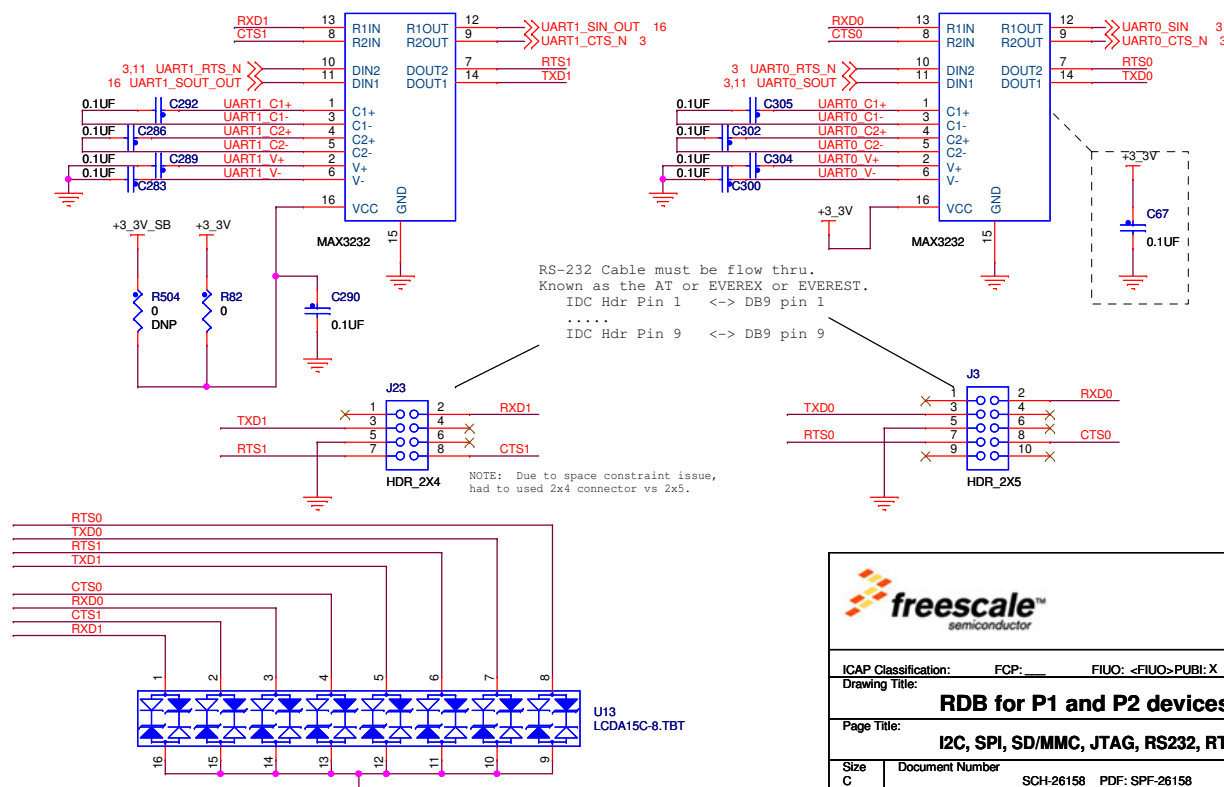 RXD1 13 R1IN R1OUT 12 UART1_SIN_OUT 16
CTS1 8 R2IN R2OUT 9 UART1_CTS_N 3
3,11 UART1_RTS_N 10 DIN2 DOUT2 7 RTS1
16 UART1_SOUT_OUT 11 DIN1 DOUT1 14 TXD1
0.1UF C292 UART1_C1+ 1 C1+
UART1_C1- 3 C1-
0.1UF C286 UART1_C2+ 4 C2+
UART1_C2- 5 C2-
0.1UF C289 UART1_V+ 2 V+
0.1UF C283 UART1_V- 6 V-
16 VCC GND
15
MAX3232
+3_3V_SB +3_3V
R504
0
DNP
R82
0
C290
0.1UF
RXD0 13 R1IN R1OUT 12 UART0_SIN 3
CTS0 8 R2IN R2OUT 9 UART0_CTS_N 3
3 UART0_RTS_N 10 DIN2 DOUT2 7 RTS0
3,11 UART0_SOUT 11 DIN1 DOUT1 14 TXD0
0.1UF C305 UART0_C1+ 1 C1+
UART0_C1- 3 C1-
0.1UF C302 UART0_C2+ 4 C2+
UART0_C2- 5 C2-
0.1UF C304 UART0_V+ 2 V+
0.1UF C300 UART0_V- 6 V-
+3_3V 16 VCC GND
15
MAX3232
+3_3V
C67
0.1UF
RS-232 Cable must be flow thru.
Known as the AT or EVEREX or EVEREST.
IDC Hdr Pin 1 <-> DB9 pin 1
.....
IDC Hdr Pin 9 <-> DB9 pin 9
J23
1 2 RXD1
TXD1 3 4
5 6
RTS1 7 8 CTS1
HDR_2X4
NOTE: Due to space constraint issue,
had to used 2x4 connector vs 2x5.
J3
1 2 RXD0
TXD0 3 4
5 6
RTS0 7 8 CTS0
9 10
HDR_2X5
RTS0
TXD0
RTS1
TXD1
CTS0
RXD0
CTS1
RXD1
1 2 3 4 5 6 7 8
U13
LCDA15C-8.TBT
16 15 14 13 12 11 10 9
freescale™
semiconductor
ICAP Classification: FCP:___ FIUO: <FIUO>PUBI: X
Drawing Title:
RDB for P1 and P2 devices
Page Title:
I2C, SPI, SD/MMC, JTAG, RS232, RT
Size
C
Document Number
SCH-26158 PDF: SPF-26158